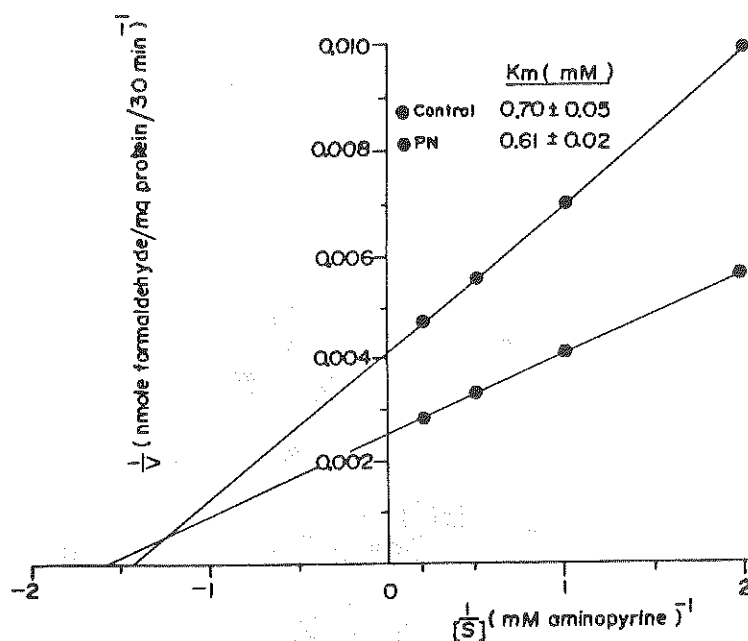 1/V (nmole formaldehyde/mg protein/30 min)⁻¹
0.010
0.008
0.006
0.004
0.002
Km (mM)
● Control 0.70 ± 0.05
● PN 0.61 ± 0.02
-2 -1 0 1 2
1/[S] (mM aminopyrine)⁻¹